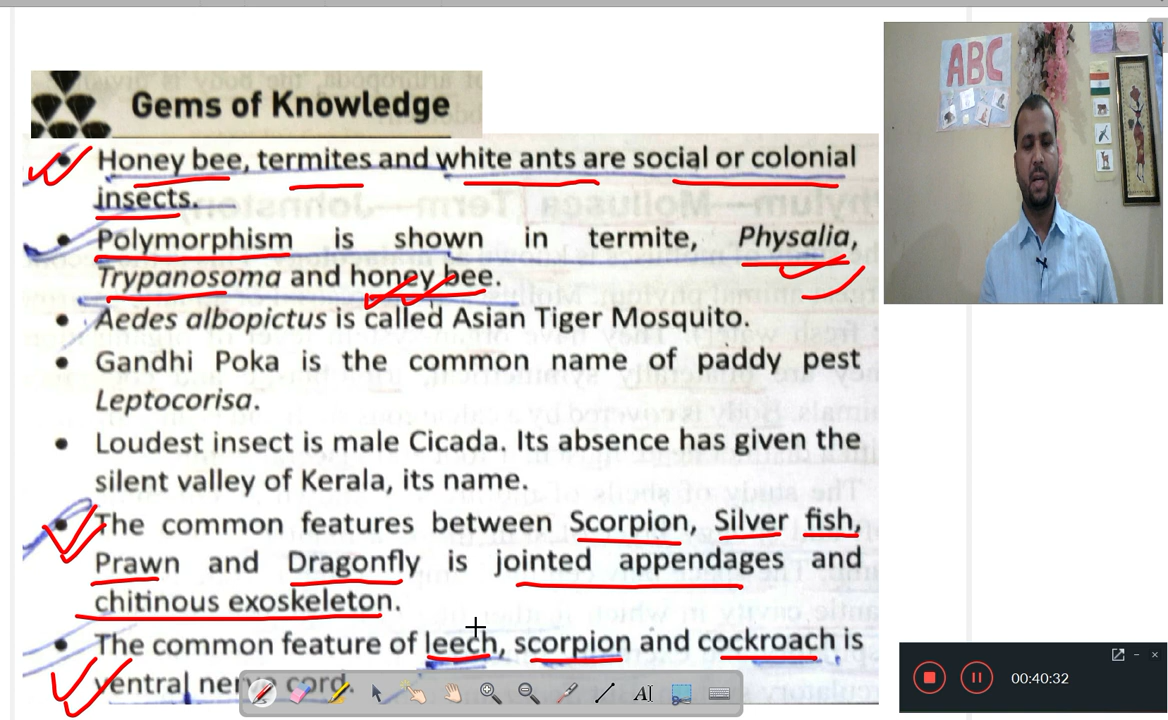 Gems of Knowledge
• Honey bee, termites and white ants are social or colonial
insects.
• Polymorphism is shown in termite, Physalia,
Trypanosoma and honey bee.
• Aedes albopictus is called Asian Tiger Mosquito.
• Gandhi Poka is the common name of paddy pest
Leptocorisa.
• Loudest insect is male Cicada. Its absence has given the
silent valley of Kerala, its name.
• The common features between Scorpion, Silver fish,
Prawn and Dragonfly is jointed appendages and
chitinous exoskeleton.
• The common feature of leech, scorpion and cockroach is
ventral nerve cord.
ABC
AI
00:40:32